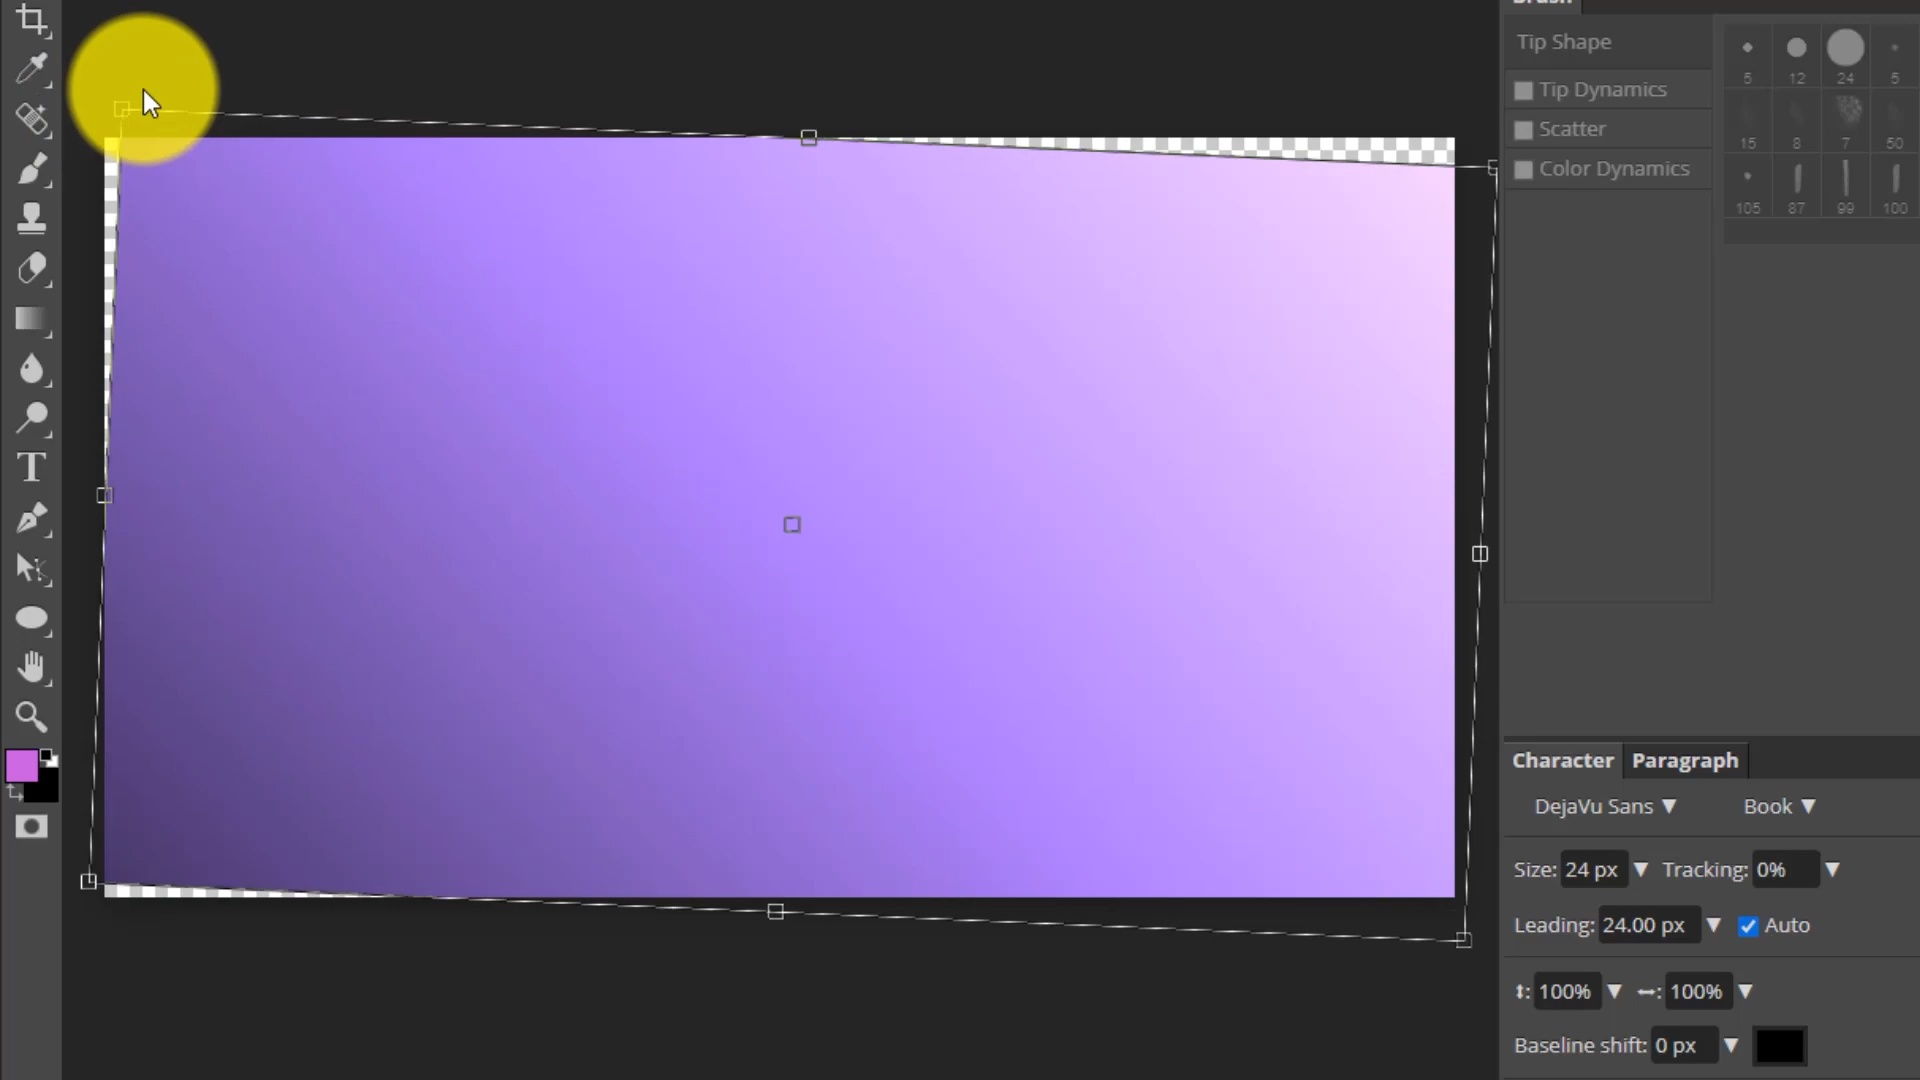 Brush
Tip Shape
Tip Dynamics
Scatter
Color Dynamics
5 12 24 5
15 8 7 50
105 87 99 100
T
Character Paragraph
DejaVu Sans Book
Size: 24 px Tracking: 0%
Leading: 24.00 px Auto
100% 100%
Baseline shift: 0 px